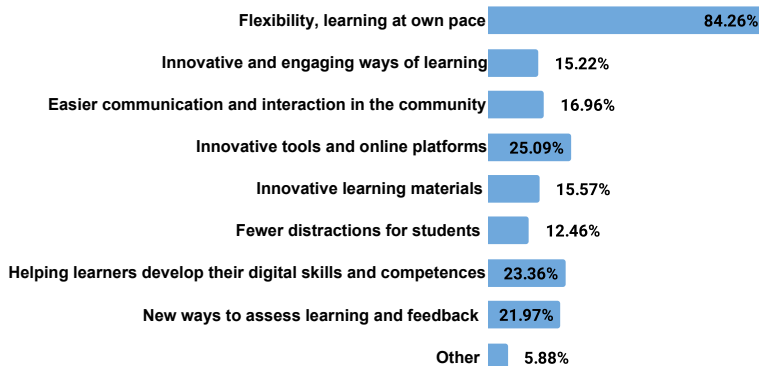 Flexibility, learning at own pace 84.26%
Innovative and engaging ways of learning 15.22%
Easier communication and interaction in the community 16.96%
Innovative tools and online platforms 25.09%
Innovative learning materials 15.57%
Fewer distractions for students 12.46%
Helping learners develop their digital skills and competences 23.36%
New ways to assess learning and feedback 21.97%
Other 5.88%